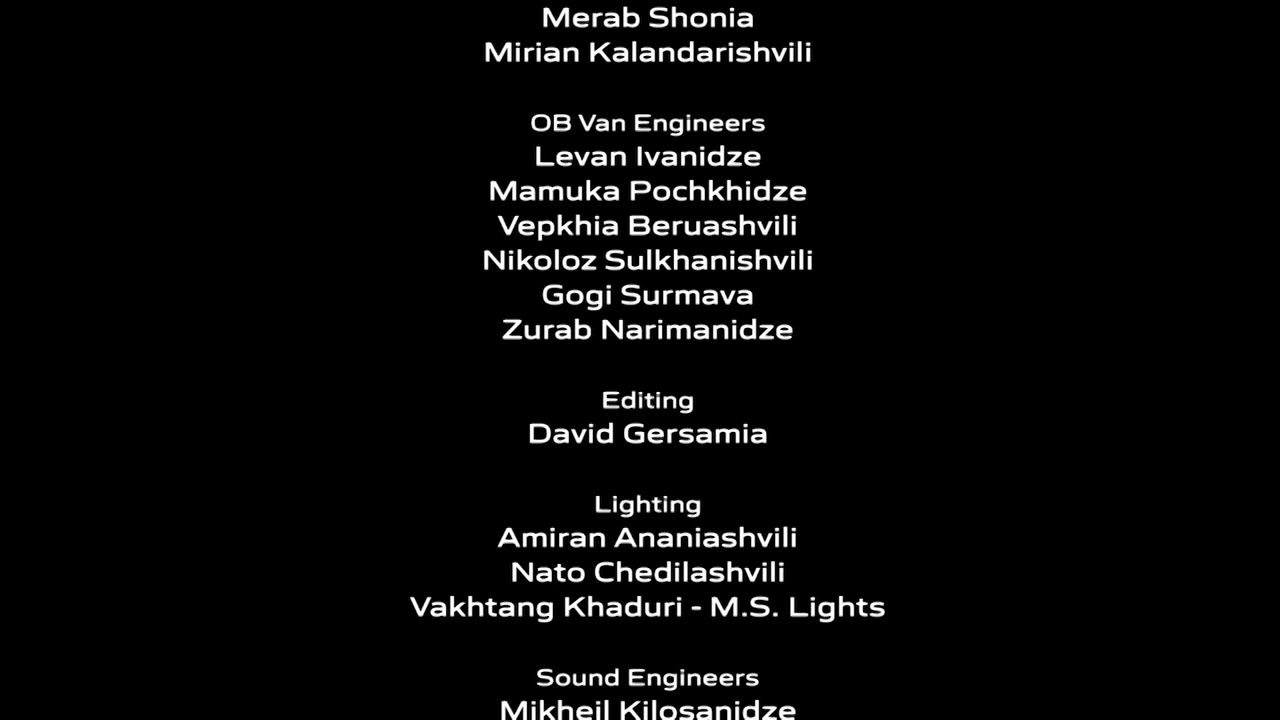 Merab Shonia
Mirian Kalandarishvili
OB Van Engineers
Levan Ivanidze
Mamuka Pochkhidze
Vepkhia Beruashvili
Nikoloz Sulkhanishvili
Gogi Surmava
Zurab Narimanidze
Editing
David Gersamia
Lighting
Amiran Ananiashvili
Nato Chedilashvili
Vakhtang Khaduri - M.S. Lights
Sound Engineers
Mikheil Kilosanidze